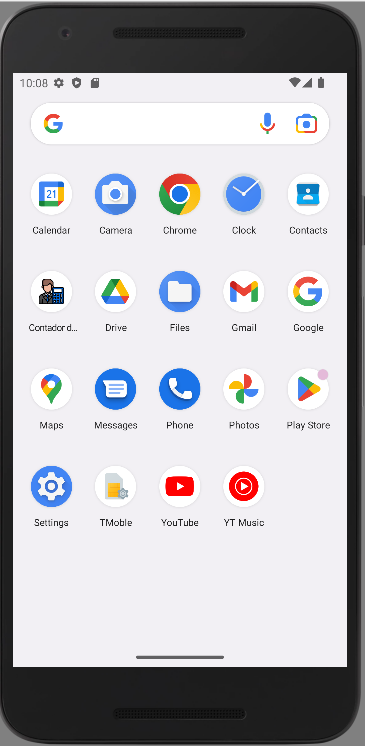 10:08
Calendar Camera Chrome Clock Contacts
Contador d... Drive Files Gmail Google
Maps Messages Phone Photos Play Store
Settings TMoble YouTube YT Music